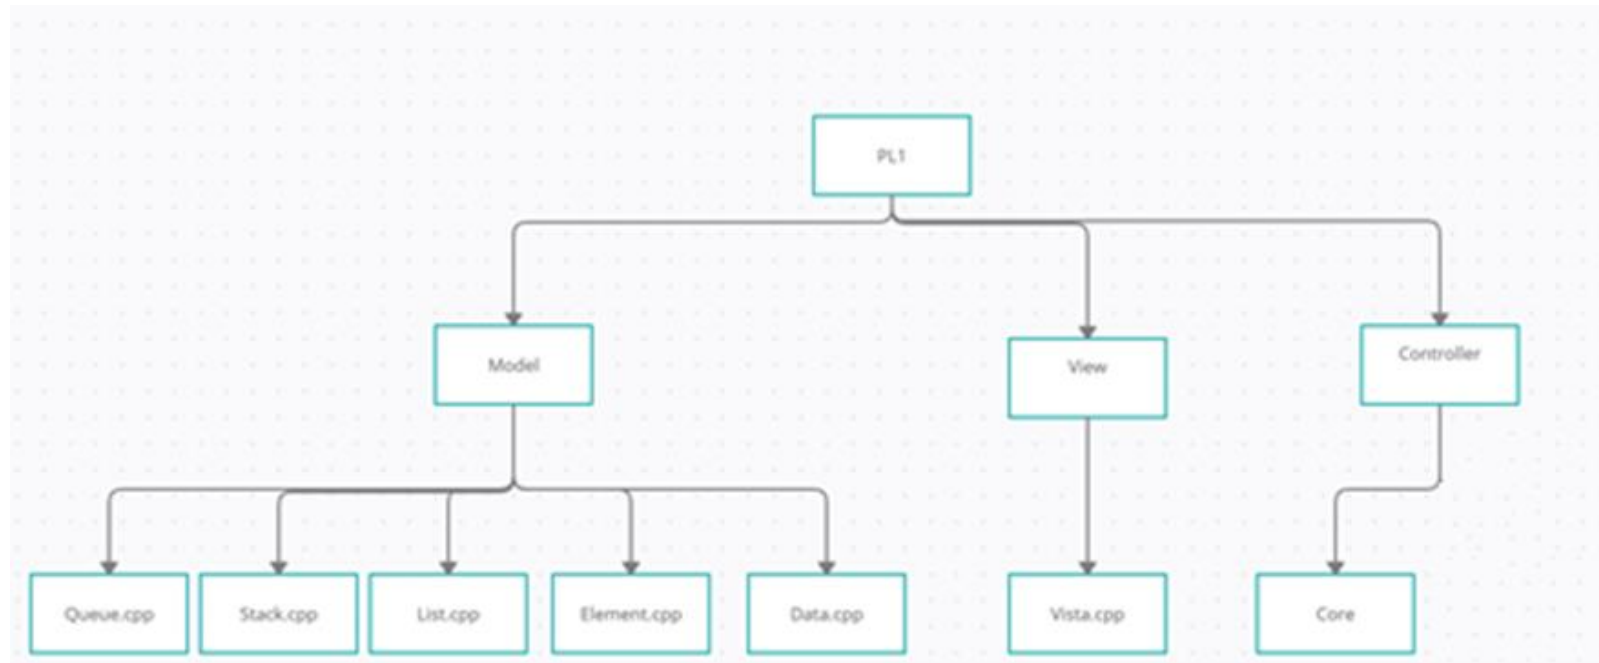 PL1
Model
View
Controller
Queue.cpp
Stack.cpp
List.cpp
Element.cpp
Data.cpp
Vista.cpp
Core